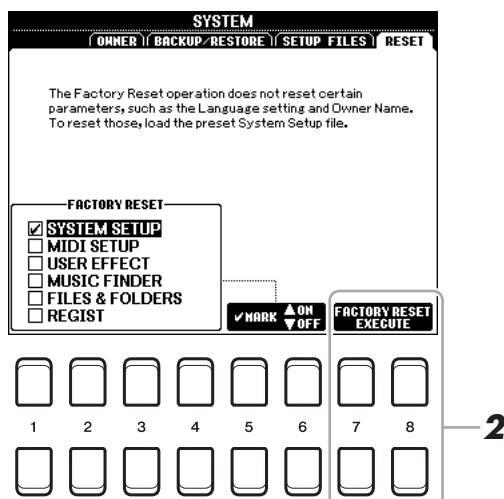 SYSTEM
OWNER BACKUP/RESTORE SETUP FILES RESET
The Factory Reset operation does not reset certain
parameters, such as the Language setting and Owner Name.
To reset those, load the preset System Setup file.
FACTORY RESET
SYSTEM SETUP
MIDI SETUP
USER EFFECT
MUSIC FINDER
FILES & FOLDERS
REGIST
✓MARK ▲ON
▼OFF
FACTORY RESET
EXECUTE
1 2 3 4 5 6 7 8
2